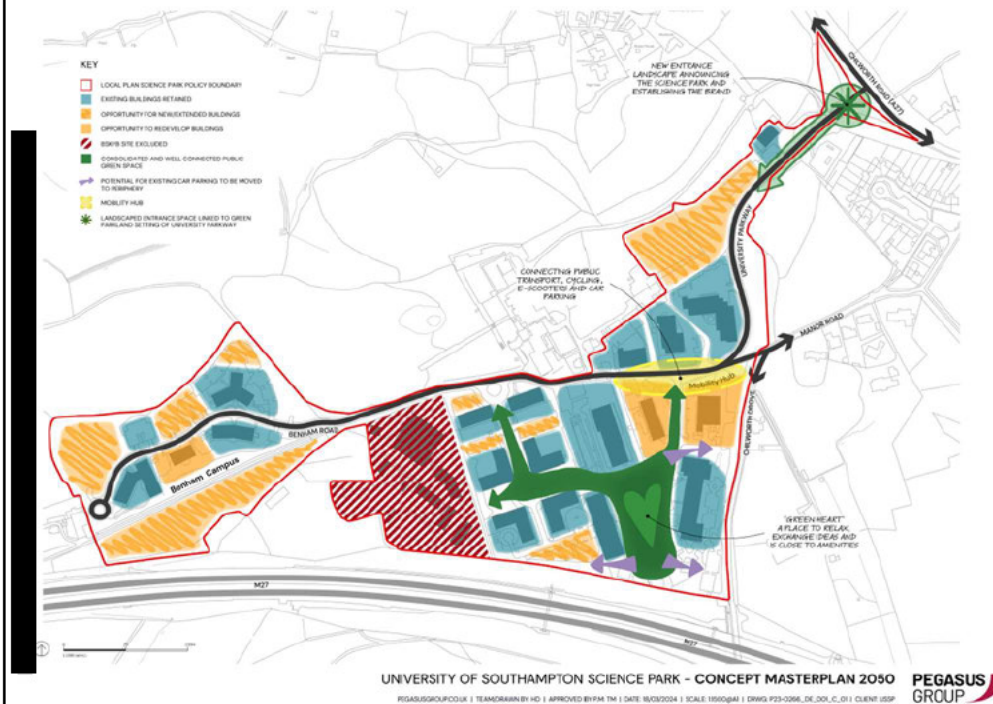 KEY
LOCAL PLAN SCIENCE PARK POLICY BOUNDARY
EXISTING BUILDINGS RETAINED
OPPORTUNITY FOR NEW/EXTENDED BUILDINGS
OPPORTUNITY TO REDEVELOP BUILDINGS
BSKYB SITE EXCLUDED
CONSOLIDATED AND WELL CONNECTED PUBLIC
GREEN SPACE
POTENTIAL FOR EXISTING CAR PARKING TO BE MOVED
TO PERIPHERY
MOBILITY HUB
LANDSCAPED ENTRANCE SPACE LINKED TO GREEN
PARKLAND SETTING OF UNIVERSITY PARKWAY
NEW ENTRANCE
LANDSCAPE ANNOUNCING
THE SCIENCE PARK AND
ESTABLISHING THE BRAND
CHILWORTH ROAD (A27)
UNIVERSITY PARKWAY
CONNECTING PUBLIC
TRANSPORT, CYCLING,
E-SCOOTERS AND CAR
PARKING
MANOR ROAD
Mobility Hub
CHILWORTH GROVE
BENHAM ROAD
Benham Campus
'GREEN HEART'
A PLACE TO RELAX,
EXCHANGE IDEAS AND
IS CLOSE TO AMENITIES
M27
M27
UNIVERSITY OF SOUTHAMPTON SCIENCE PARK - CONCEPT MASTERPLAN 2050
PEGASUS
GROUP
PEGASUSGROUP.CO.UK | TEAM/DRAWN BY HD | APPROVED BY P.M: TM | DATE: 18/03/2024 | SCALE: 1:1500@A1 | DRWG: P23-0266_DE_001_C_01 | CLIENT: USSP